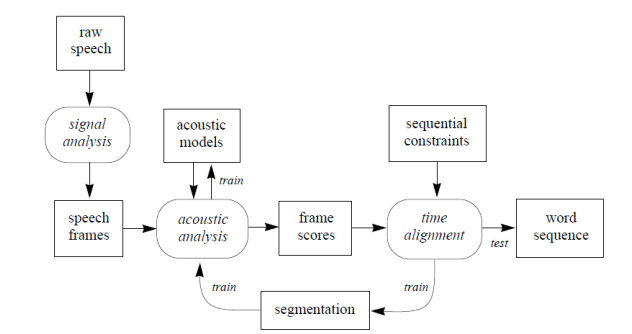 raw
speech
signal
analysis
acoustic
models
sequential
constraints
train
speech
frames
acoustic
analysis
frame
scores
time
alignment
test
word
sequence
train
segmentation
train